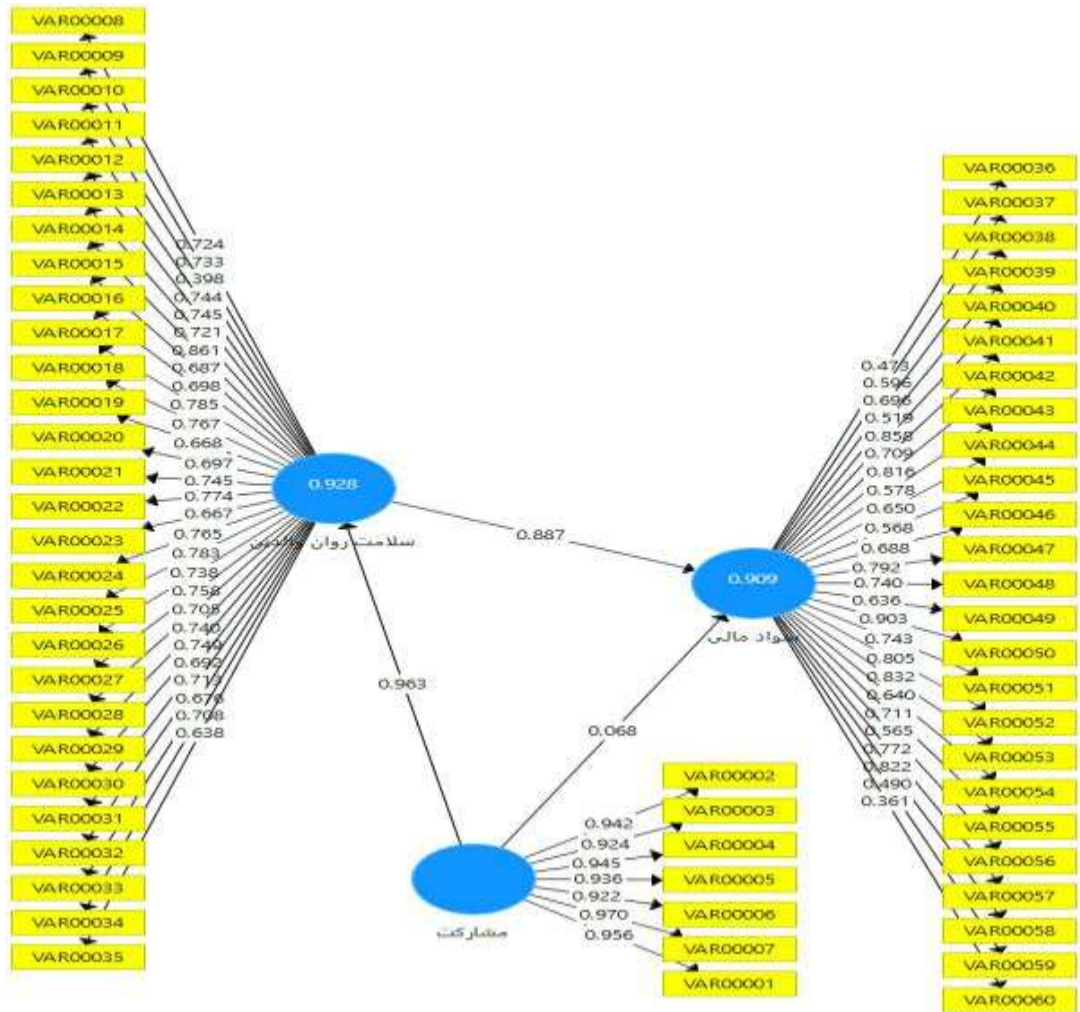 VAR00008
VAR00009
VAR00010
VAR00011
VAR00012
VAR00013
VAR00014
VAR00015
VAR00016
VAR00017
VAR00018
VAR00019
VAR00020
VAR00021
VAR00022
VAR00023
VAR00024
VAR00025
VAR00026
VAR00027
VAR00028
VAR00029
VAR00030
VAR00031
VAR00032
VAR00033
VAR00034
VAR00035
0.724
0.733
0.398
0.744
0.745
0.721
0.861
0.687
0.698
0.785
0.767
0.668
0.697
0.745
0.774
0.667
0.765
0.783
0.738
0.758
0.705
0.740
0.749
0.692
0.713
0.676
0.708
0.638
0.928
سلامت روان والدین
0.887
0.963
0.068
0.909
سواد مالی
0.473
0.596
0.696
0.519
0.858
0.709
0.816
0.578
0.650
0.568
0.688
0.792
0.740
0.636
0.903
0.743
0.805
0.832
0.640
0.711
0.565
0.772
0.822
0.490
0.361
VAR00036
VAR00037
VAR00038
VAR00039
VAR00040
VAR00041
VAR00042
VAR00043
VAR00044
VAR00045
VAR00046
VAR00047
VAR00048
VAR00049
VAR00050
VAR00051
VAR00052
VAR00053
VAR00054
VAR00055
VAR00056
VAR00057
VAR00058
VAR00059
VAR00060
مشارکت
0.942
0.924
0.945
0.936
0.922
0.970
0.956
VAR00002
VAR00003
VAR00004
VAR00005
VAR00006
VAR00007
VAR00001